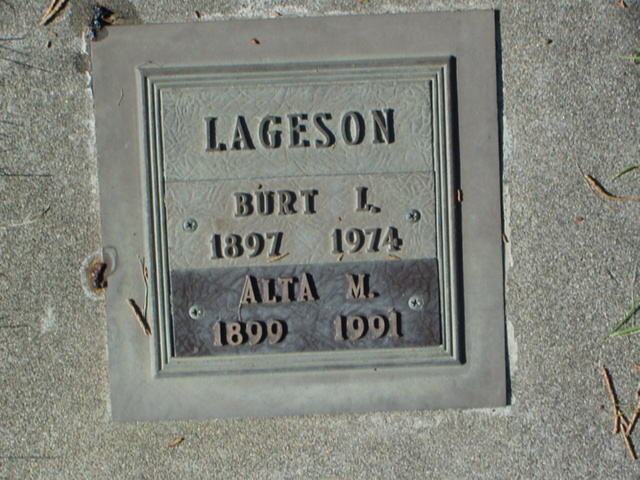 LAGESON
BURT L.
1897 1974
ALTA M.
1899 1991